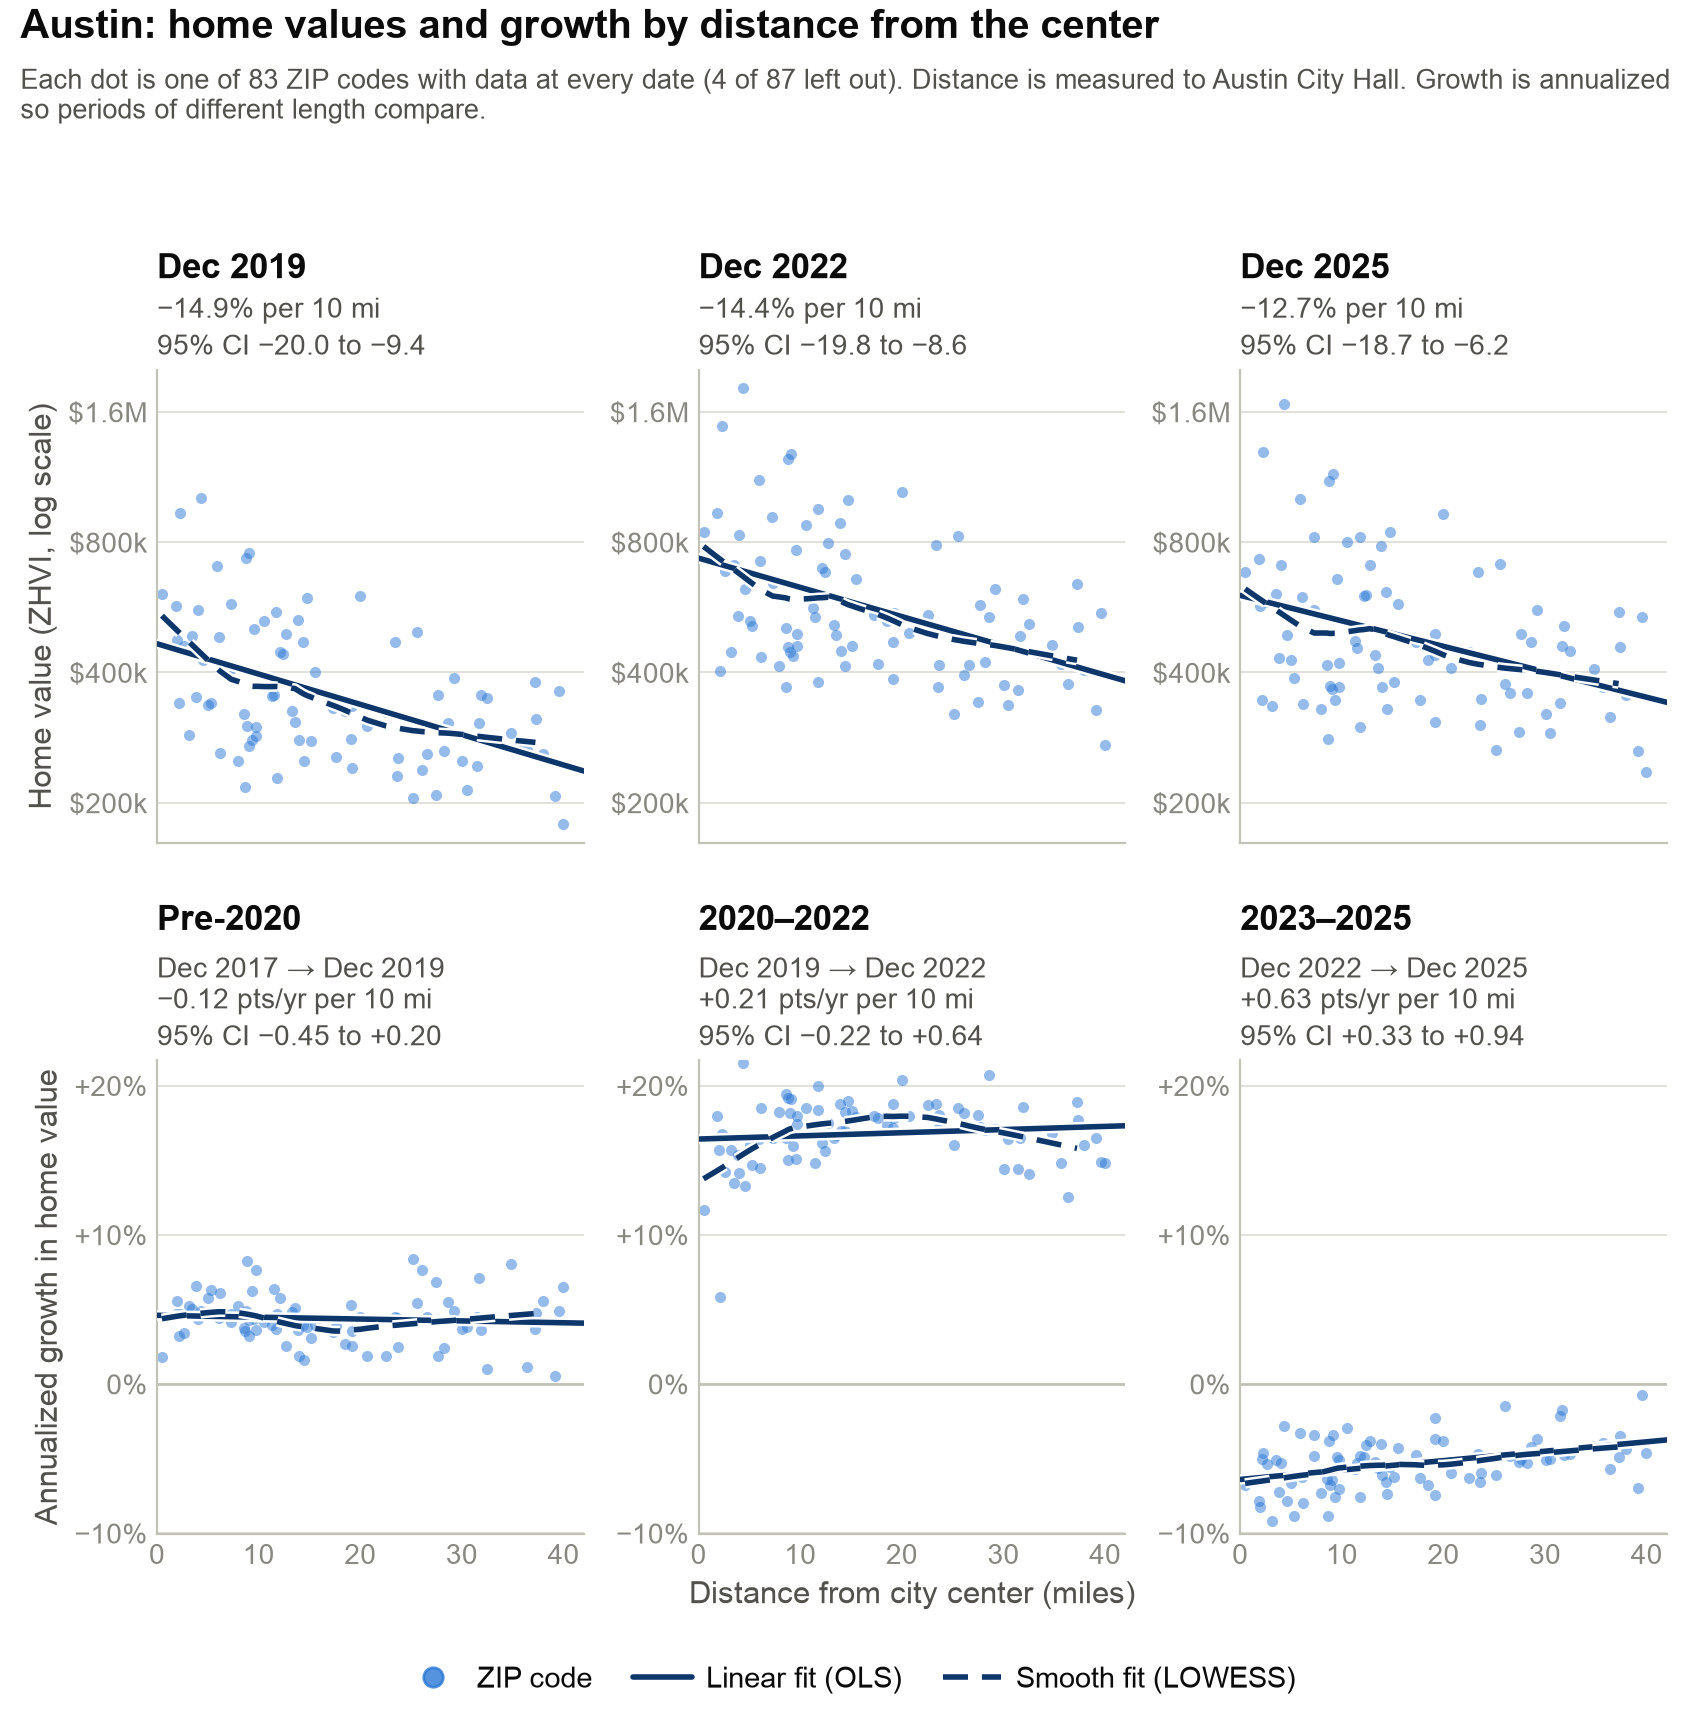 Austin: home values and growth by distance from the center
Each dot is one of 83 ZIP codes with data at every date (4 of 87 left out). Distance is measured to Austin City Hall. Growth is annualized
so periods of different length compare.
Dec 2019
−14.9% per 10 mi
95% CI −20.0 to −9.4
Dec 2022
−14.4% per 10 mi
95% CI −19.8 to −8.6
Dec 2025
−12.7% per 10 mi
95% CI −18.7 to −6.2
Home value (ZHVI, log scale)
$1.6M
$800k
$400k
$200k
$1.6M
$800k
$400k
$200k
$1.6M
$800k
$400k
$200k
Pre-2020
Dec 2017 → Dec 2019
−0.12 pts/yr per 10 mi
95% CI −0.45 to +0.20
2020–2022
Dec 2019 → Dec 2022
+0.21 pts/yr per 10 mi
95% CI −0.22 to +0.64
2023–2025
Dec 2022 → Dec 2025
+0.63 pts/yr per 10 mi
95% CI +0.33 to +0.94
Annualized growth in home value
+20%
+10%
0%
−10%
+20%
+10%
0%
−10%
+20%
+10%
0%
−10%
0 10 20 30 40
0 10 20 30 40
0 10 20 30 40
Distance from city center (miles)
ZIP code
Linear fit (OLS)
Smooth fit (LOWESS)